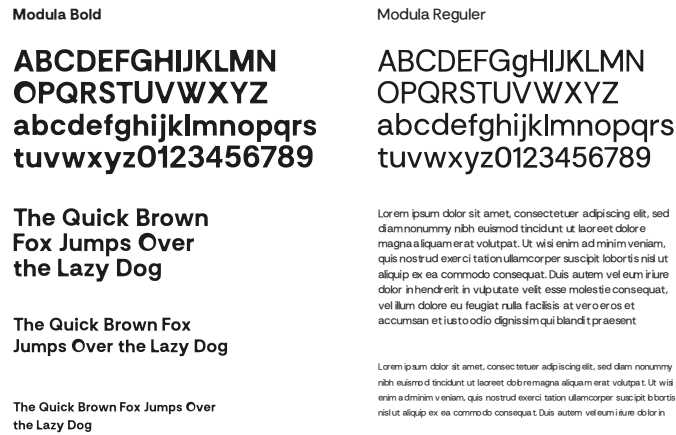 Modula Bold
ABCDEFGHIJKLMN
OPQRSTUVWXYZ
abcdefghijklmnopqrs
tuvwxyz0123456789
The Quick Brown
Fox Jumps Over
the Lazy Dog
The Quick Brown Fox
Jumps Over the Lazy Dog
The Quick Brown Fox Jumps Over
the Lazy Dog
Modula Reguler
ABCDEFGgHIJKLMN
OPQRSTUVWXYZ
abcdefghijklmnopqrs
tuvwxyz0123456789
Lorem ipsum dolor sit amet, consectetuer adipiscing elit, sed
diam nonummy nibh euismod tincidunt ut laoreet dolore
magna aliquam erat volutpat. Ut wisi enim ad minim veniam,
quis nostrud exerci tation ullamcorper suscipit lobortis nisl ut
aliquip ex ea commodo consequat. Duis autem vel eum iriure
dolor in hendrerit in vulputate velit esse molestie consequat,
vel illum dolore eu feugiat nulla facilisis at vero eros et
accumsan et iusto odio dignissim qui blandit praesent
Lorem ipsum dolor sit amet, consectetuer adipiscing elit, sed diam nonummy
nibh euismod tincidunt ut laoreet dolore magna aliquam erat volutpat. Ut wisi
enim ad minim veniam, quis nostrud exerci tation ullamcorper suscipit lobortis
nisl ut aliquip ex ea commodo consequat. Duis autem vel eum iriure dolor in